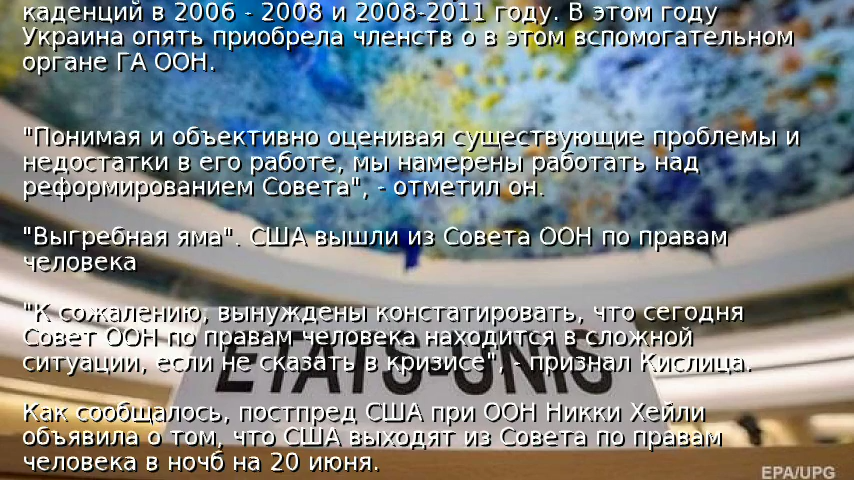 каденций в 2006 - 2008 и 2008-2011 году. В этом году
Украина опять приобрела членств о в этом вспомогательном
органе ГА ООН.
"Понимая и объективно оценивая существующие проблемы и
недостатки в его работе, мы намерены работать над
реформированием Совета", - отметил он.
"Выгребная яма". США вышли из Совета ООН по правам
человека
"К сожалению, вынуждены констатировать, что сегодня
Совет ООН по правам человека находится в сложной
ситуации, если не сказать в кризисе", - признал Кислица.
ETATS-UNIS
Как сообщалось, постпред США при ООН Никки Хейли
объявила о том, что США выходят из Совета по правам
человека в ночб на 20 июня.
EPA/UPG